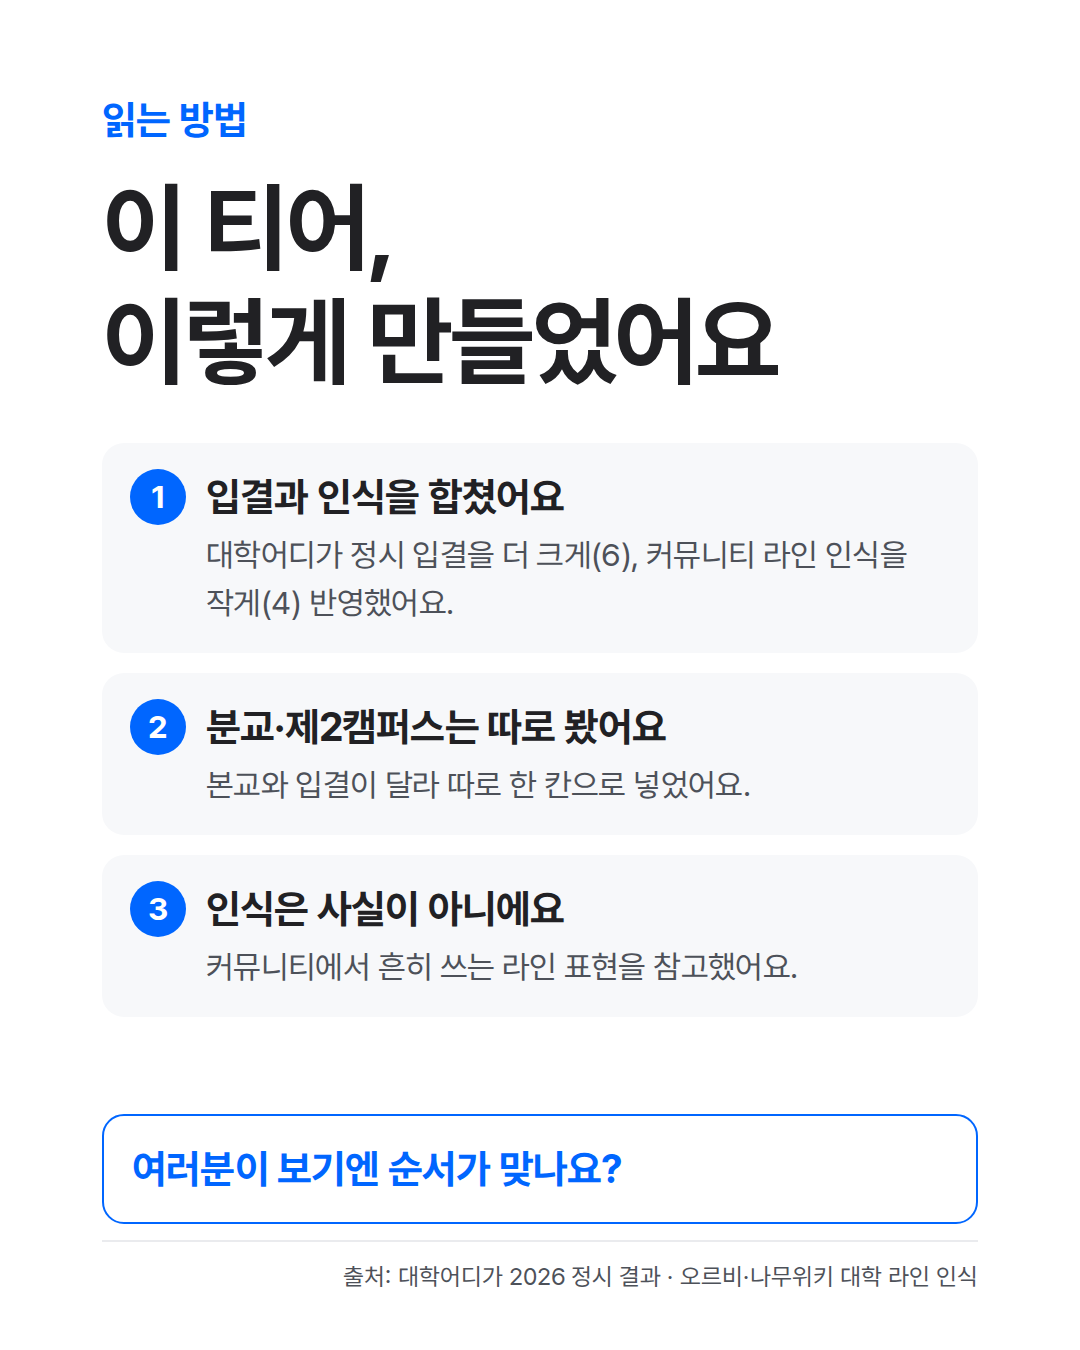 읽는 방법
이 티어,
이렇게 만들었어요
1 입결과 인식을 합쳤어요
대학어디가 정시 입결을 더 크게(6), 커뮤니티 라인 인식을
작게(4) 반영했어요.
2 분교·제2캠퍼스는 따로 봤어요
본교와 입결이 달라 따로 한 칸으로 넣었어요.
3 인식은 사실이 아니에요
커뮤니티에서 흔히 쓰는 라인 표현을 참고했어요.
여러분이 보기엔 순서가 맞나요?
출처: 대학어디가 2026 정시 결과 · 오르비·나무위키 대학 라인 인식